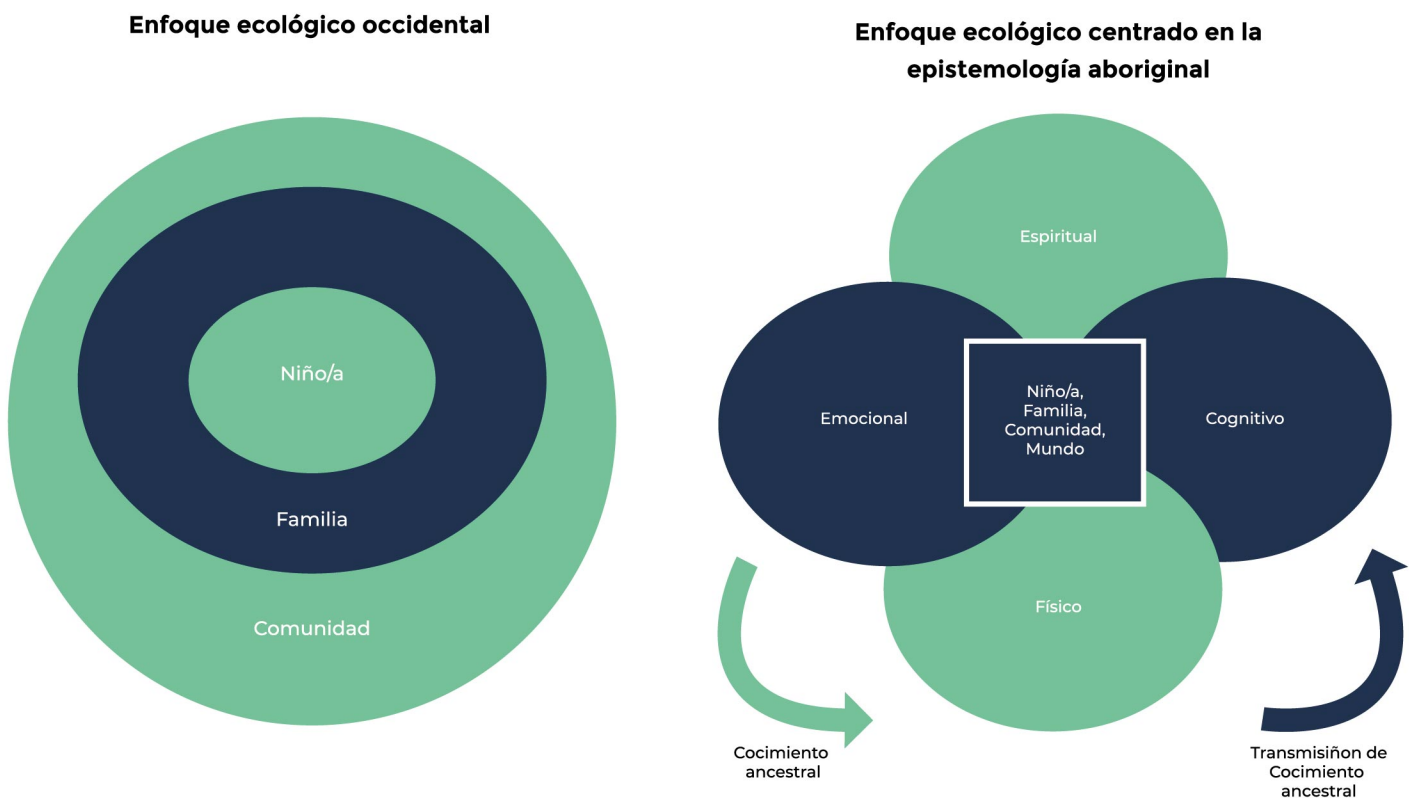 Enfoque ecológico occidental
Niño/a
Familia
Comunidad
Enfoque ecológico centrado en la
epistemología aboriginal
Espiritual
Emocional
Niño/a,
Familia,
Comunidad,
Mundo
Cognitivo
Físico
Cocimiento
ancestral
Transmisiñon de
Cocimiento
ancestral